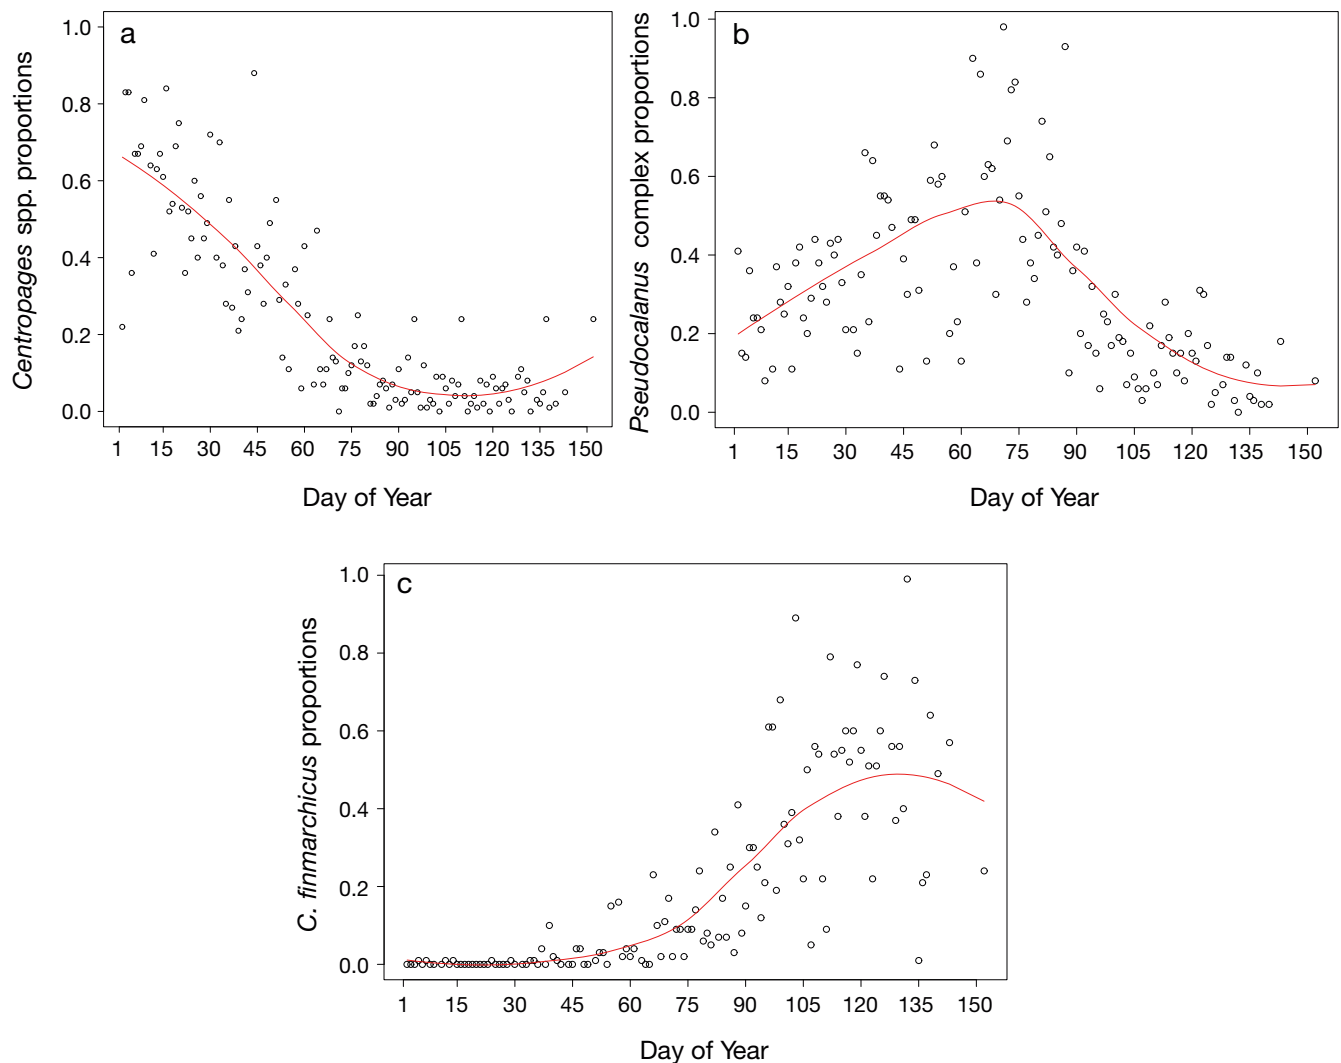 a
Centropages spp. proportions
1.0
0.8
0.6
0.4
0.2
0.0
1 15 30 45 60 75 90 105 120 135 150
Day of Year
b
Pseudocalanus complex proportions
1.0
0.8
0.6
0.4
0.2
0.0
1 15 30 45 60 75 90 105 120 135 150
Day of Year
c
C. finmarchicus proportions
1.0
0.8
0.6
0.4
0.2
0.0
1 15 30 45 60 75 90 105 120 135 150
Day of Year